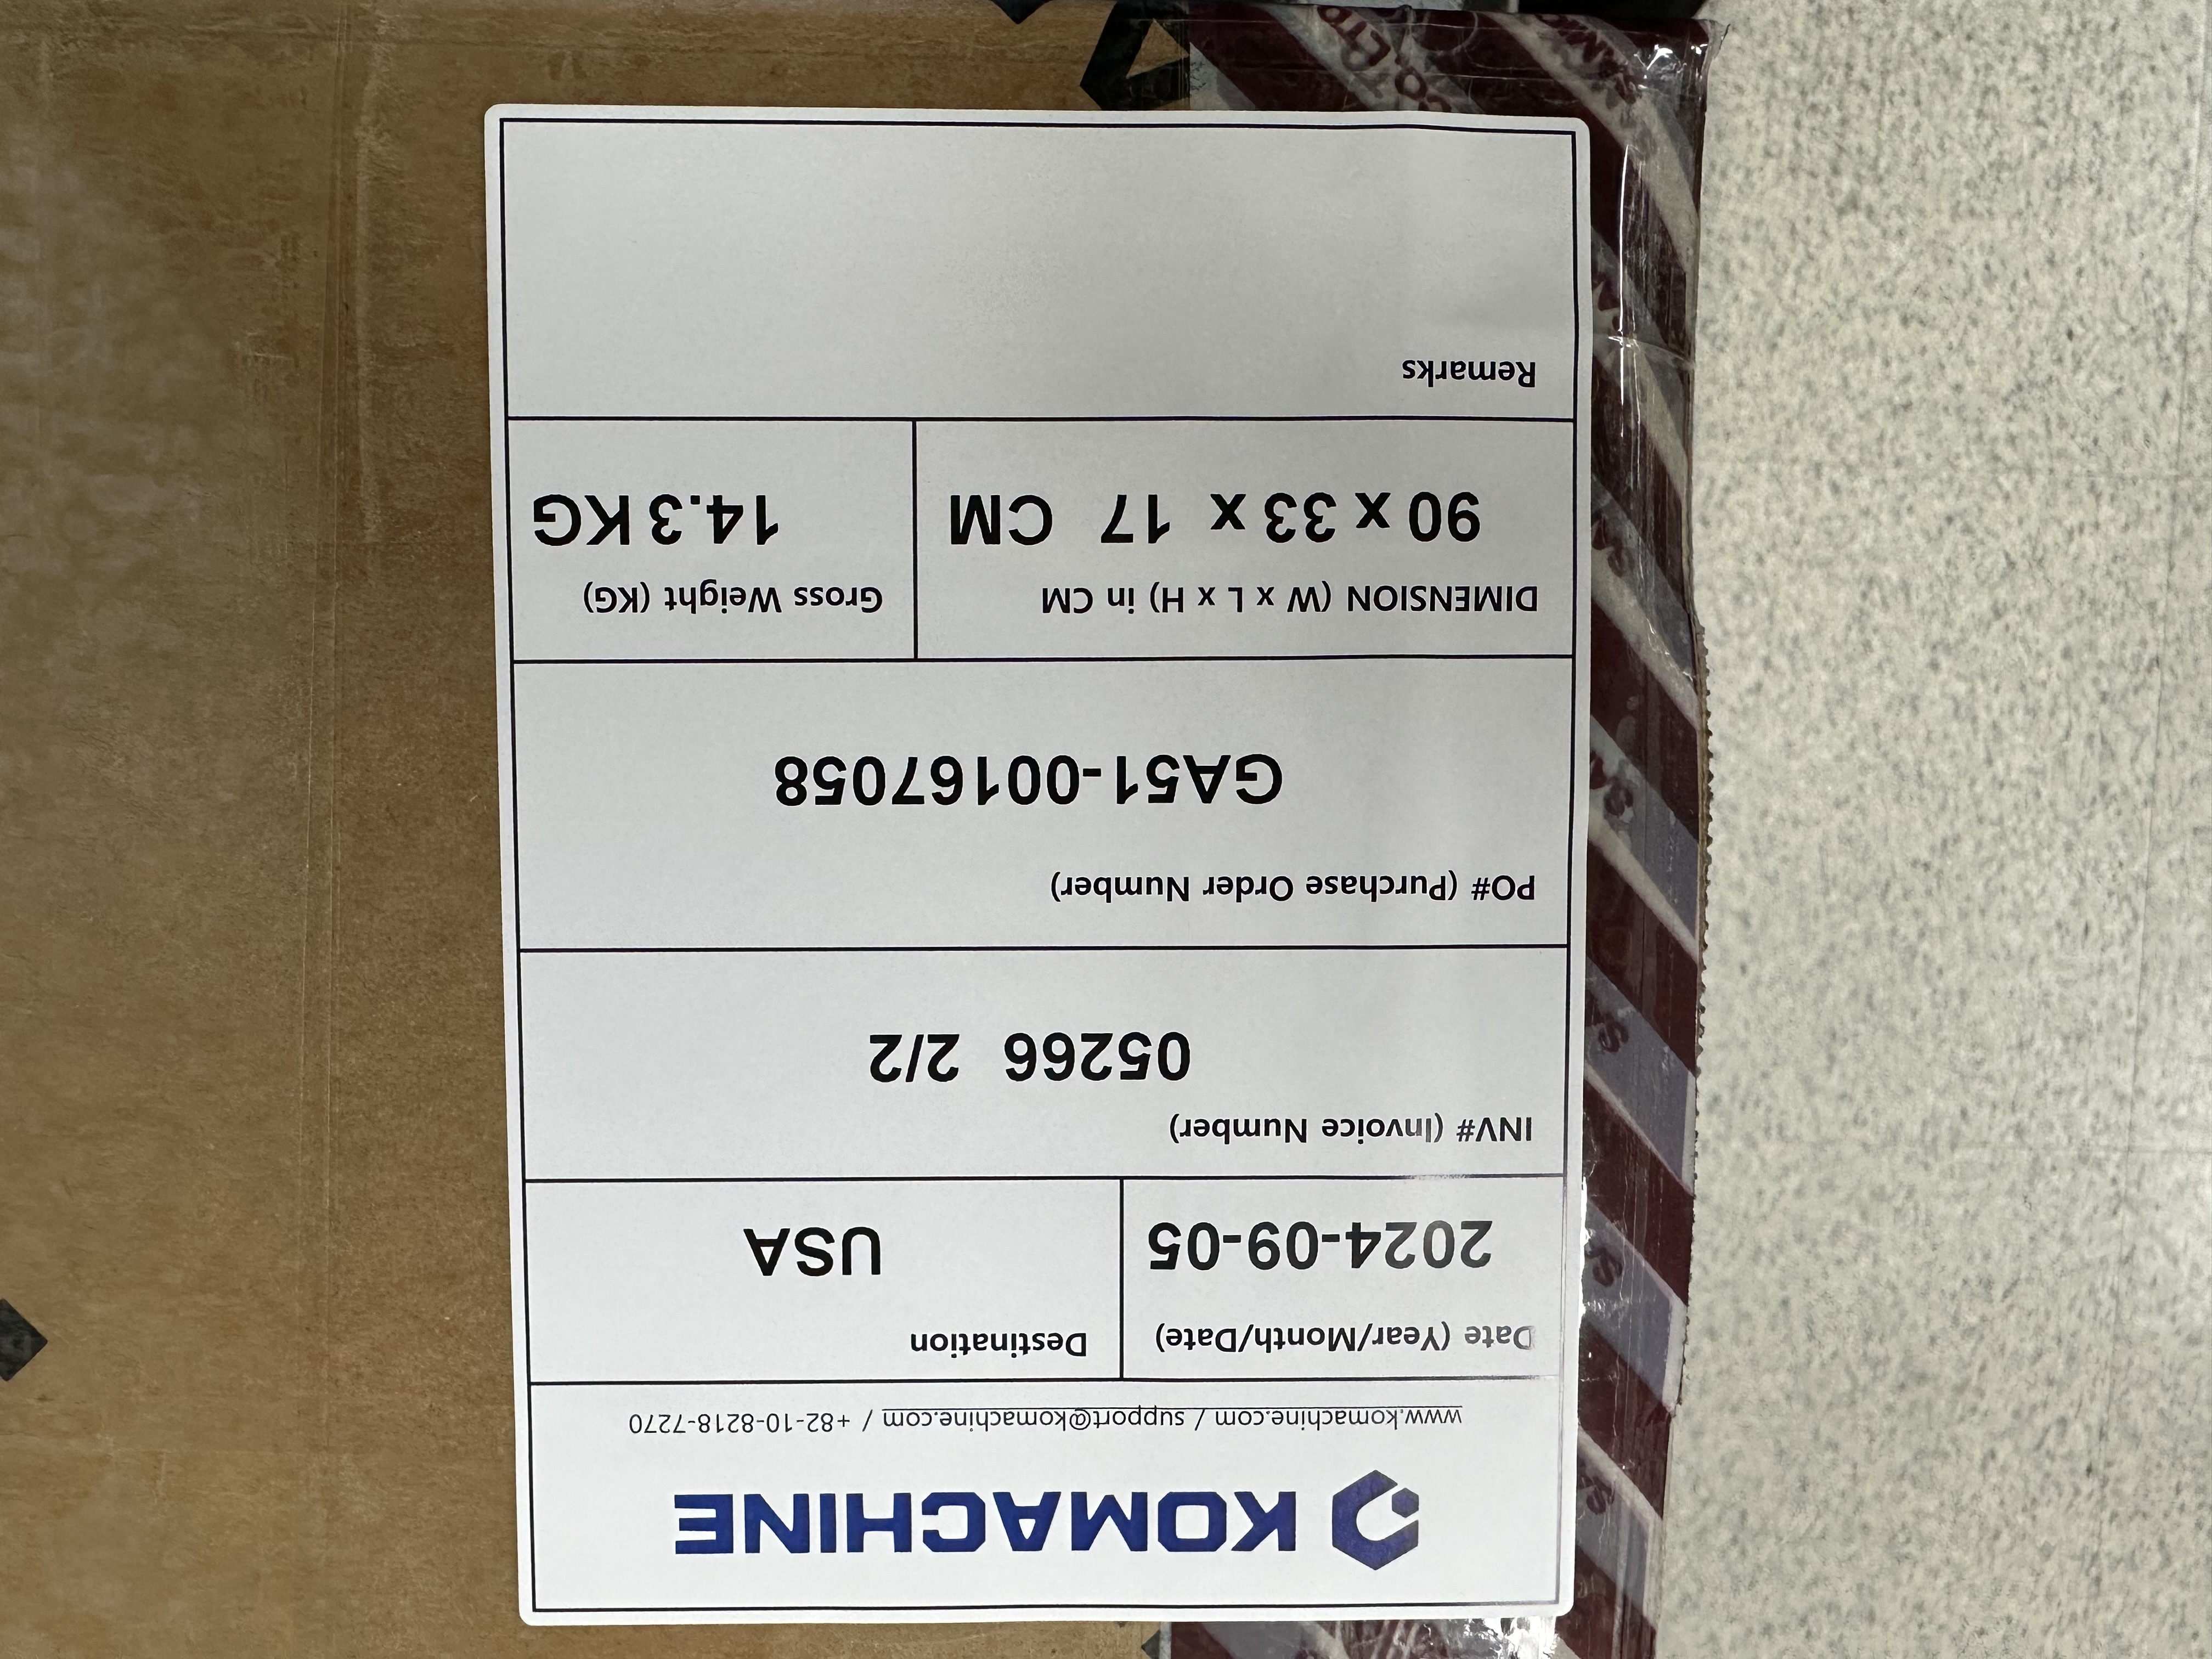 KOMACHINE
www.komachine.com / support@komachine.com / +82-10-8218-7270
Date (Year/Month/Date)
2024-09-05
Destination
USA
INV# (Invoice Number)
05266 2/2
PO# (Purchase Order Number)
GA51-00167058
DIMENSION (W x L x H) in CM
90 x 33 x 17 CM
Gross Weight (KG)
14.3 KG
Remarks
CO.,LTD